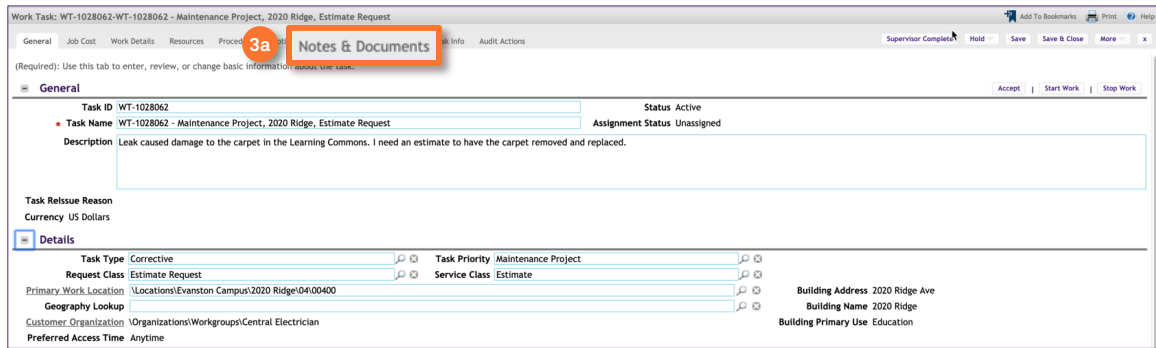 Work Task: WT-1028062-WT-1028062 - Maintenance Project, 2020 Ridge, Estimate Request
Add To Bookmarks Print Help
General Job Cost Work Details Resources 3a Notes & Documents Audit Actions
Supervisor Complete Hold Save Save & Close More x
(Required): Use this tab to enter, review, or change basic information about the task.
General
Accept | Start Work | Stop Work
Task ID WT-1028062 Status Active
* Task Name WT-1028062 - Maintenance Project, 2020 Ridge, Estimate Request Assignment Status Unassigned
Description Leak caused damage to the carpet in the Learning Commons. I need an estimate to have the carpet removed and replaced.
Task ReIssue Reason
Currency US Dollars
Details
Task Type Corrective Task Priority Maintenance Project
Request Class Estimate Request Service Class Estimate
Primary Work Location \Locations\Evanston Campus\2020 Ridge\04\00400 Building Address 2020 Ridge Ave
Geography Lookup Building Name 2020 Ridge
Customer Organization \Organizations\Workgroups\Central Electrician Building Primary Use Education
Preferred Access Time Anytime